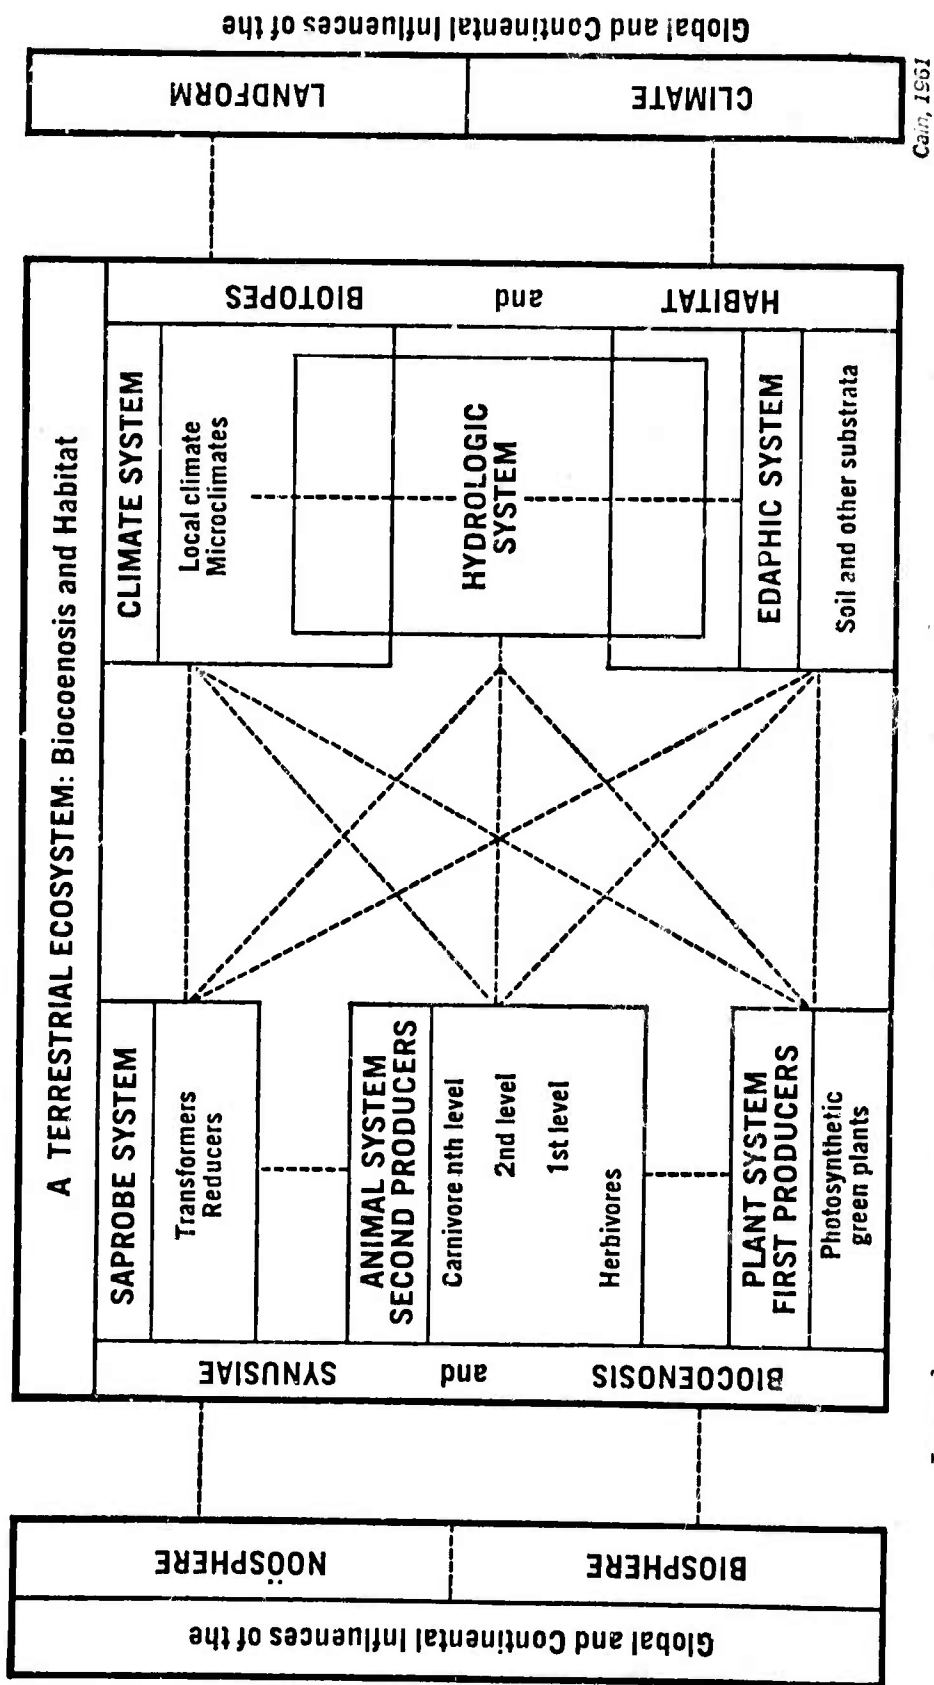 A TERRESTRIAL ECOSYSTEM: Biocoenosis and Habitat
Global and Continental Influences of the
NOÖSPHERE
BIOSPHERE
BIOCOENOSIS and SYNUSIAE
SAPROBE SYSTEM
Transformers
Reducers
ANIMAL SYSTEM
SECOND PRODUCERS
Carnivore nth level
2nd level
1st level
Herbivores
PLANT SYSTEM
FIRST PRODUCERS
Photosynthetic
green plants
CLIMATE SYSTEM
Local climate
Microclimates
HYDROLOGIC
SYSTEM
EDAPHIC SYSTEM
Soil and other substrata
HABITAT and BIOTOPES
LANDFORM
CLIMATE
Global and Continental Influences of the
Cain, 1961